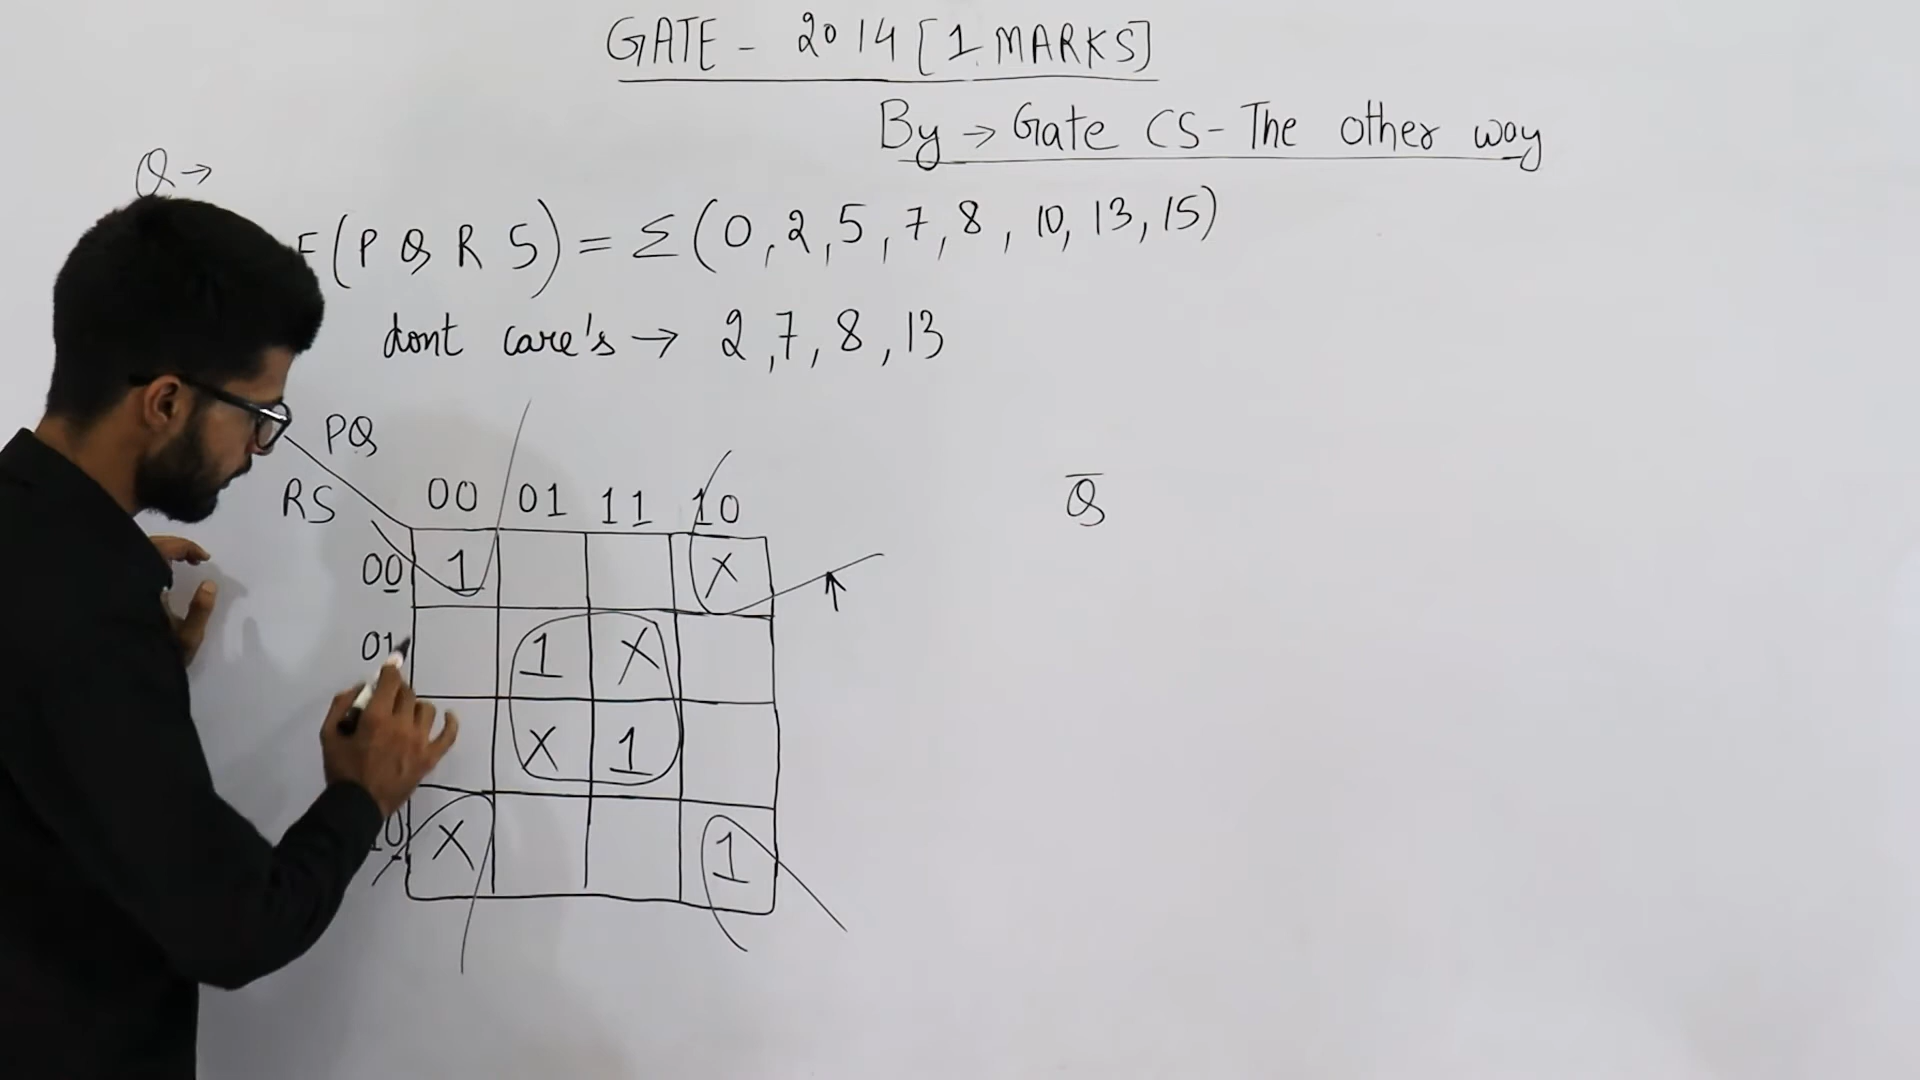 GATE - 2014 [1 MARKS]
By → Gate CS - The other way
Q →
F(P Q R S) = Σ(0, 2, 5, 7, 8, 10, 13, 15)
dont care's → 2, 7, 8, 13
PQ
RS
00 01 11 10
Q̅
00 1 X
01 1 X
X 1
10 X 1